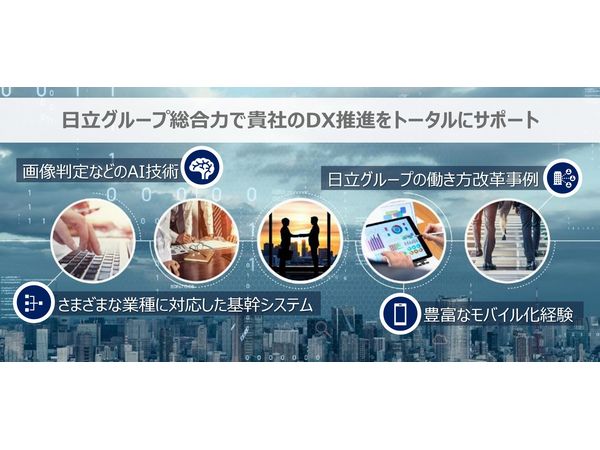 日立グループ総合力で貴社のDX推進をトータルにサポート
画像判定などのAI技術
日立グループの働き方改革事例
さまざまな業種に対応した基幹システム
豊富なモバイル化経験